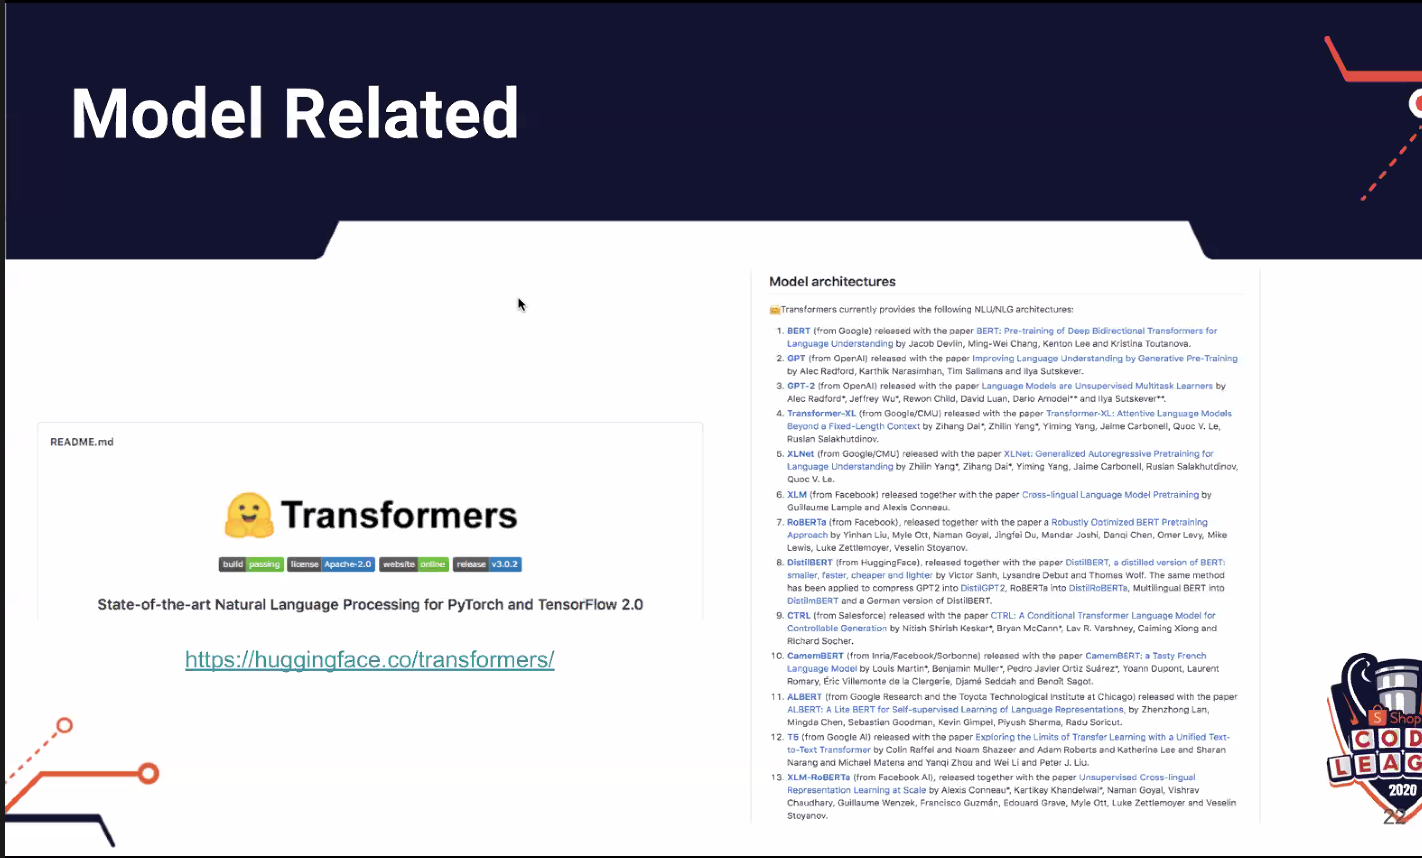 Model Related
README.md
Transformers
build passing license Apache-2.0 website online release v3.0.2
State-of-the-art Natural Language Processing for PyTorch and TensorFlow 2.0
https://huggingface.co/transformers/
Model architectures
Transformers currently provides the following NLU/NLG architectures:
1. BERT (from Google) released with the paper BERT: Pre-training of Deep Bidirectional Transformers for
Language Understanding by Jacob Devlin, Ming-Wei Chang, Kenton Lee and Kristina Toutanova.
2. GPT (from OpenAI) released with the paper Improving Language Understanding by Generative Pre-Training
by Alec Radford, Karthik Narasimhan, Tim Salimans and Ilya Sutskever.
3. GPT-2 (from OpenAI) released with the paper Language Models are Unsupervised Multitask Learners by
Alec Radford*, Jeffrey Wu*, Rewon Child, David Luan, Dario Amodei** and Ilya Sutskever**.
4. Transformer-XL (from Google/CMU) released with the paper Transformer-XL: Attentive Language Models
Beyond a Fixed-Length Context by Zihang Dai*, Zhilin Yang*, Yiming Yang, Jaime Carbonell, Quoc V. Le,
Ruslan Salakhutdinov.
5. XLNet (from Google/CMU) released with the paper XLNet: Generalized Autoregressive Pretraining for
Language Understanding by Zhilin Yang*, Zihang Dai*, Yiming Yang, Jaime Carbonell, Ruslan Salakhutdinov,
Quoc V. Le.
6. XLM (from Facebook) released together with the paper Cross-lingual Language Model Pretraining by
Guillaume Lample and Alexis Conneau.
7. RoBERTa (from Facebook), released together with the paper a Robustly Optimized BERT Pretraining
Approach by Yinhan Liu, Myle Ott, Naman Goyal, Jingfei Du, Mandar Joshi, Danqi Chen, Omer Levy, Mike
Lewis, Luke Zettlemoyer, Veselin Stoyanov.
8. DistilBERT (from HuggingFace), released together with the paper DistilBERT, a distilled version of BERT:
smaller, faster, cheaper and lighter by Victor Sanh, Lysandre Debut and Thomas Wolf. The same method
has been applied to compress GPT2 into DistilGPT2, RoBERTa into DistilRoBERTa, Multilingual BERT into
DistilmBERT and a German version of DistilBERT.
9. CTRL (from Salesforce) released with the paper CTRL: A Conditional Transformer Language Model for
Controllable Generation by Nitish Shirish Keskar*, Bryan McCann*, Lav R. Varshney, Caiming Xiong and
Richard Socher.
10. CamemBERT (from Inria/Facebook/Sorbonne) released with the paper CamemBERT: a Tasty French
Language Model by Louis Martin*, Benjamin Muller*, Pedro Javier Ortiz Suárez*, Yoann Dupont, Laurent
Romary, Éric Villemonte de la Clergerie, Djamé Seddah and Benoît Sagot.
11. ALBERT (from Google Research and the Toyota Technological Institute at Chicago) released with the paper
ALBERT: A Lite BERT for Self-supervised Learning of Language Representations, by Zhenzhong Lan,
Mingda Chen, Sebastian Goodman, Kevin Gimpel, Piyush Sharma, Radu Soricut.
12. T5 (from Google AI) released with the paper Exploring the Limits of Transfer Learning with a Unified Text-
to-Text Transformer by Colin Raffel and Noam Shazeer and Adam Roberts and Katherine Lee and Sharan
Narang and Michael Matena and Yanqi Zhou and Wei Li and Peter J. Liu.
13. XLM-RoBERTa (from Facebook AI), released together with the paper Unsupervised Cross-lingual
Representation Learning at Scale by Alexis Conneau*, Kartikay Khandelwal*, Naman Goyal, Vishrav
Chaudhary, Guillaume Wenzek, Francisco Guzmán, Edouard Grave, Myle Ott, Luke Zettlemoyer and Veselin
Stoyanov.
Shop
COD
LEAG
2020
22